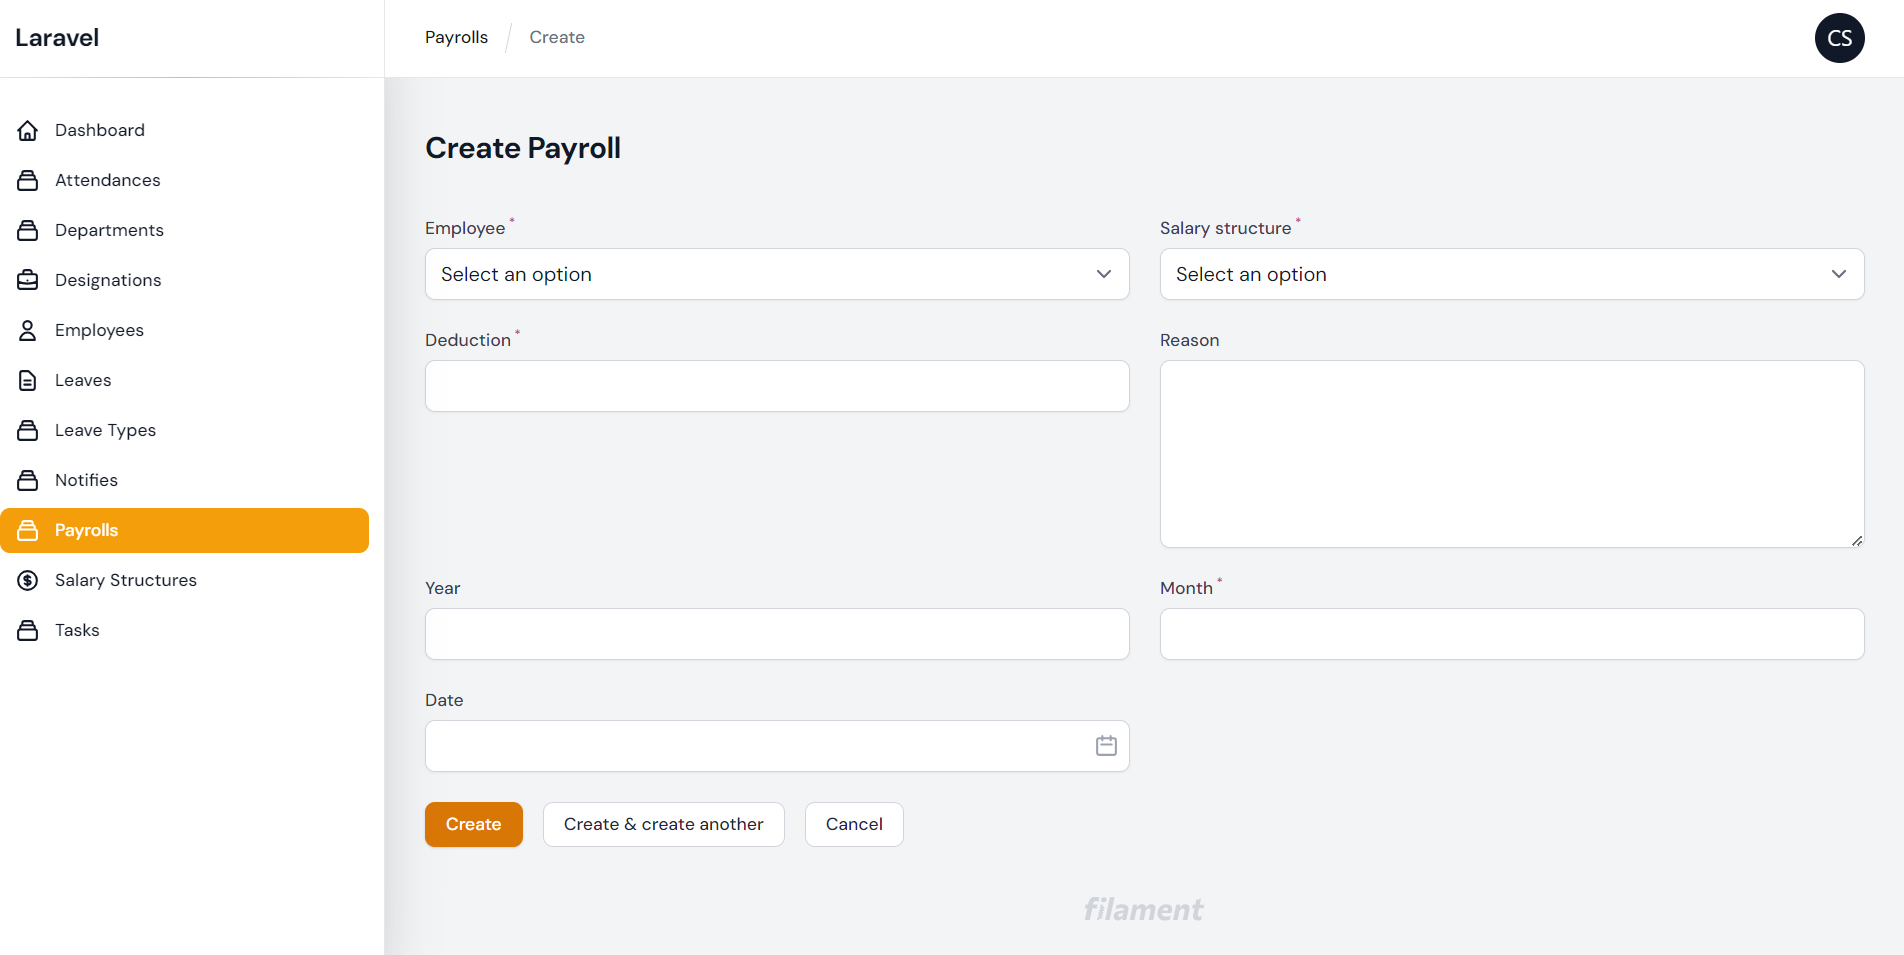 Laravel
Payrolls / Create
CS
Dashboard
Attendances
Departments
Designations
Employees
Leaves
Leave Types
Notifies
Payrolls
Salary Structures
Tasks
Create Payroll
Employee *
Select an option
Salary structure *
Select an option
Deduction *
Reason
Year
Month *
Date
Create
Create & create another
Cancel
filament